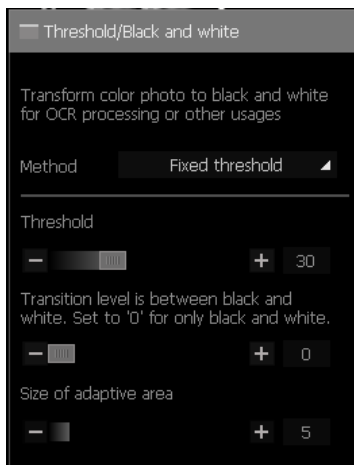 Threshold/Black and white
Transform color photo to black and white
for OCR processing or other usages
Method Fixed threshold
Threshold
30
Transition level is between black and
white. Set to '0' for only black and white.
0
Size of adaptive area
5